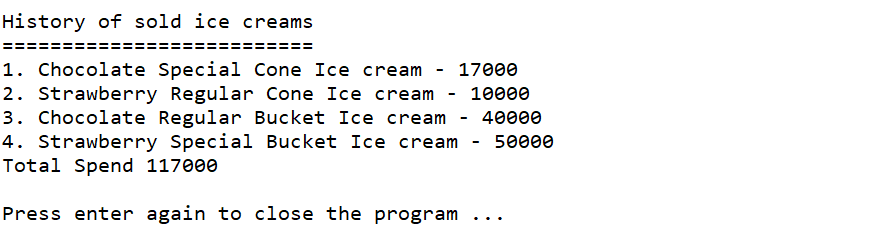 History of sold ice creams
==========================
1. Chocolate Special Cone Ice cream - 17000
2. Strawberry Regular Cone Ice cream - 10000
3. Chocolate Regular Bucket Ice cream - 40000
4. Strawberry Special Bucket Ice cream - 50000
Total Spend 117000
Press enter again to close the program ...